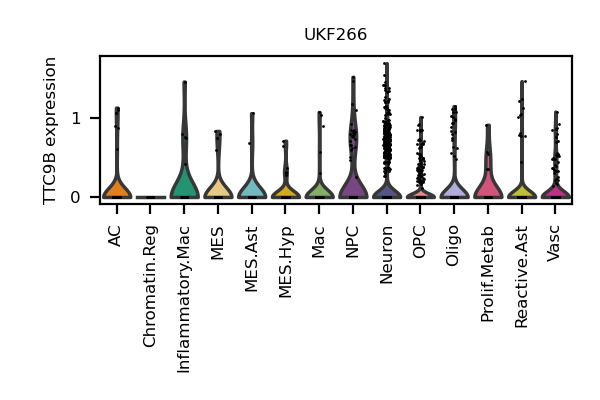 UKF266
TTC9B expression
1
0
AC
Chromatin.Reg
Inflammatory.Mac
MES
MES.Ast
MES.Hyp
Mac
NPC
Neuron
OPC
Oligo
Prolif.Metab
Reactive.Ast
Vasc